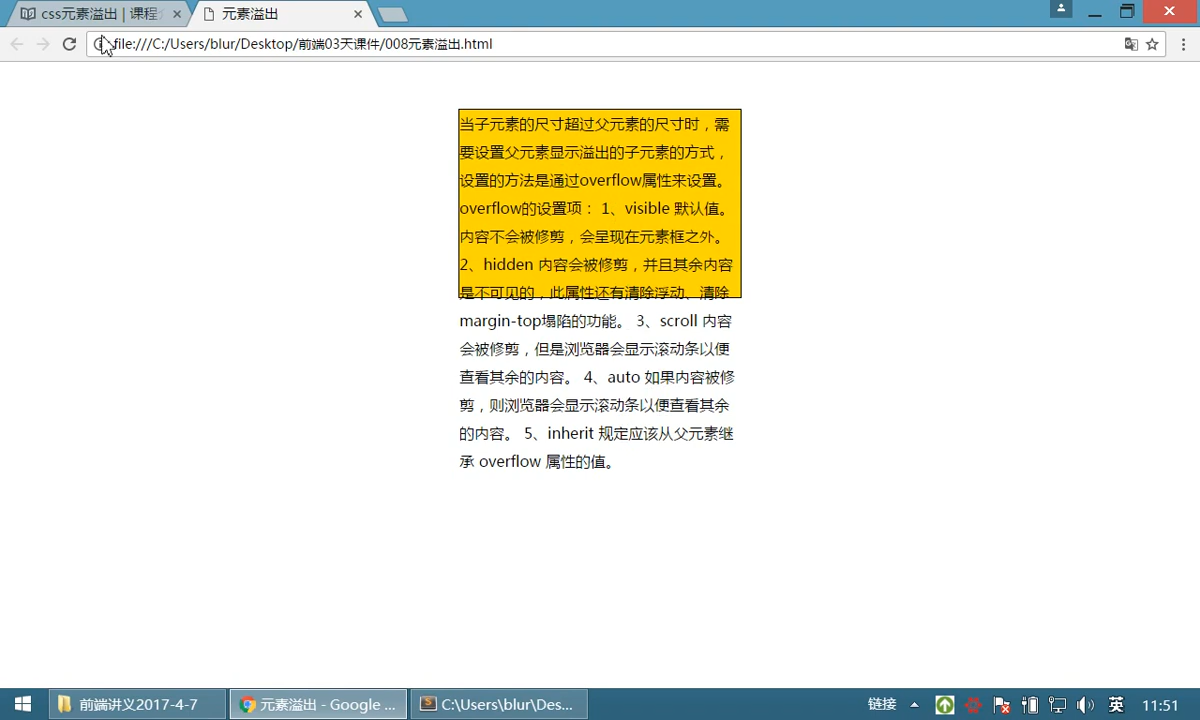 css元素溢出 | 课程
元素溢出
file:///C:/Users/blur/Desktop/前端03天课件/008元素溢出.html
当子元素的尺寸超过父元素的尺寸时，需
要设置父元素显示溢出的子元素的方式，
设置的方法是通过overflow属性来设置。
overflow的设置项： 1、visible 默认值。
内容不会被修剪，会呈现在元素框之外。
2、hidden 内容会被修剪，并且其余内容
是不可见的，此属性还有清除浮动、清除
margin-top塌陷的功能。 3、scroll 内容
会被修剪，但是浏览器会显示滚动条以便
查看其余的内容。 4、auto 如果内容被修
剪，则浏览器会显示滚动条以便查看其余
的内容。 5、inherit 规定应该从父元素继
承 overflow 属性的值。
前端讲义2017-4-7
元素溢出 - Google ...
C:\Users\blur\Des...
链接
英
11:51